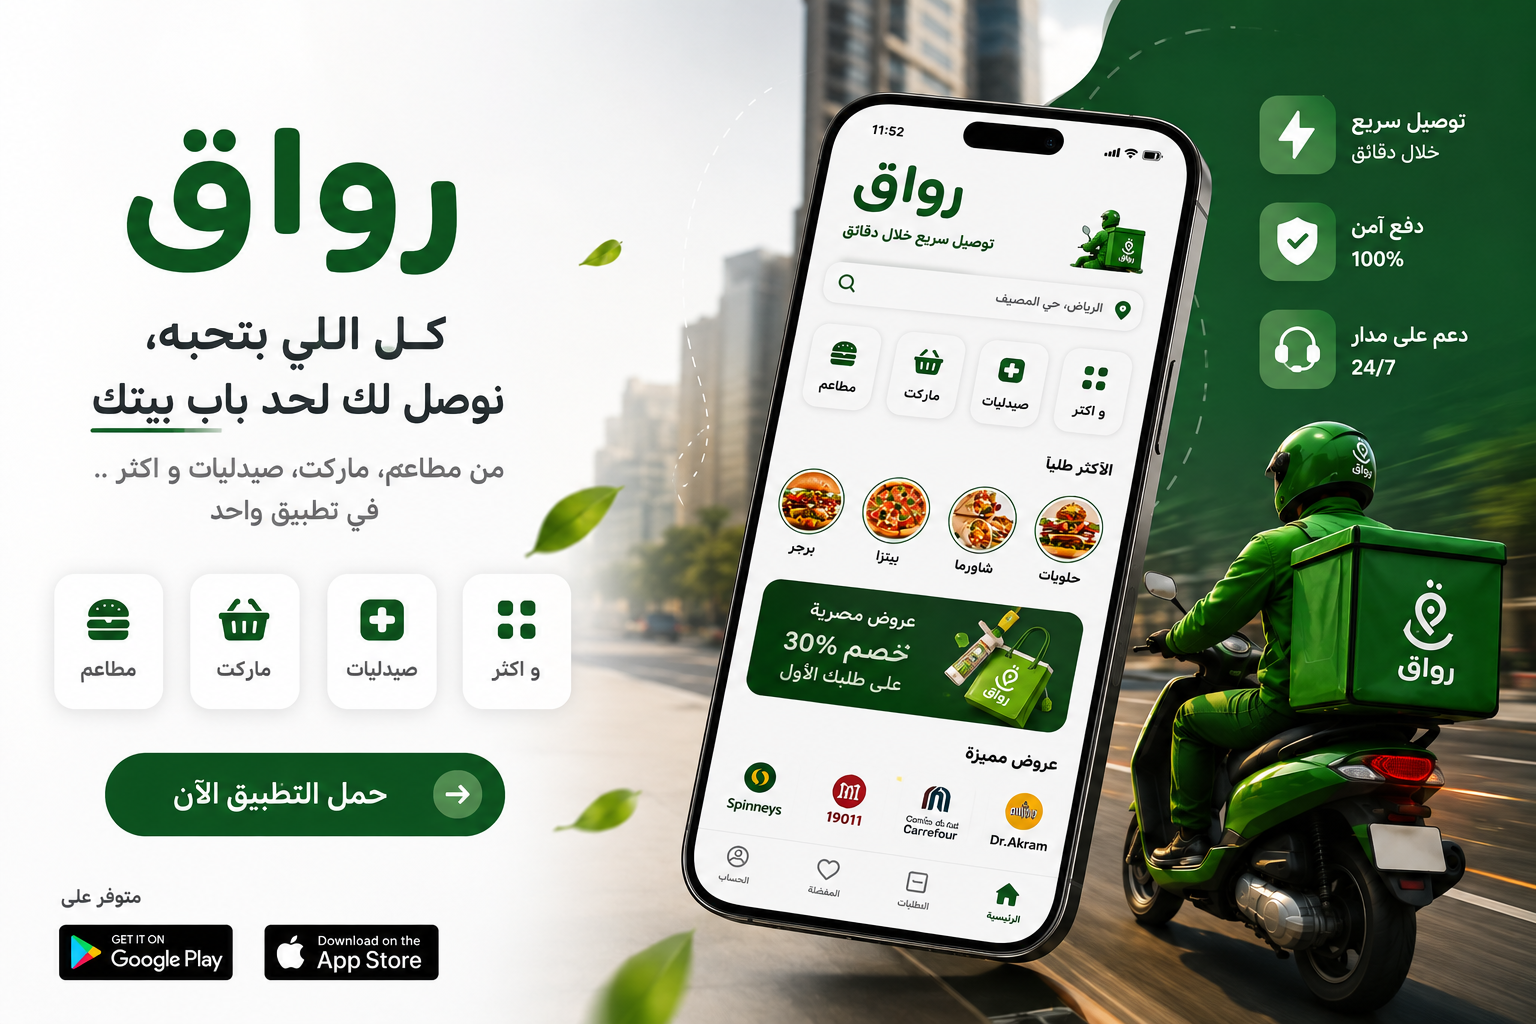 رواق
كل اللي بتحبه،
نوصل لك لحد باب بيتك
من مطاعم، ماركت، صيدليات و اكثر ..
في تطبيق واحد
مطاعم
ماركت
صيدليات
و اكثر
حمل التطبيق الآن
متوفر على
GET IT ON
Google Play
Download on the
App Store
11:52
رواق
توصيل سريع خلال دقائق
رواق
الرياض، حي المصيف
مطاعم
ماركت
صيدليات
و اكثر
الأكثر طلباً
برجر
بيتزا
شاورما
حلويات
عروض مصرية
خصم 30%
على طلبك الأول
رواق
عروض مميزة
Spinneys
19011
Carrefour
Dr.Akram
الحساب
المفضلة
الطلبات
الرئيسية
توصيل سريع
خلال دقائق
دفع آمن
100%
دعم على مدار
24/7
رواق
رواق